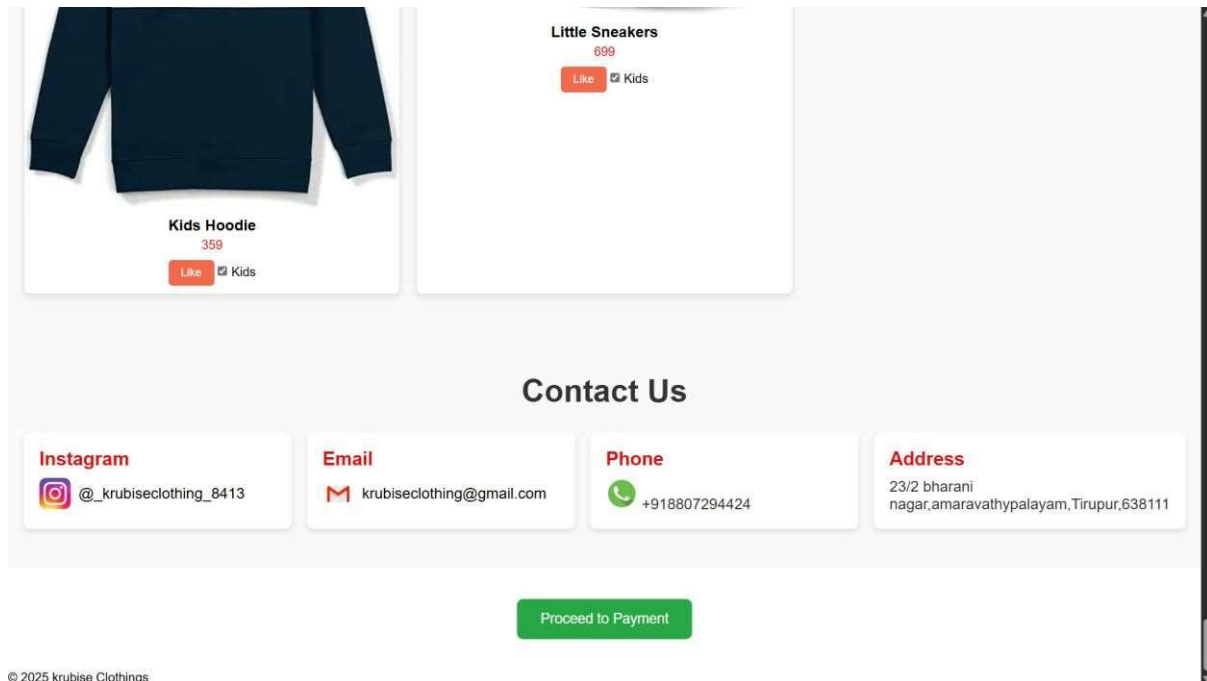 Little Sneakers
699
Like Kids
Kids Hoodie
359
Like Kids
Contact Us
Instagram
@_krubiseclothing_8413
Email
krubiseclothing@gmail.com
Phone
+918807294424
Address
23/2 bharani
nagar,amaravathypalayam,Tirupur,638111
Proceed to Payment
© 2025 krubise Clothings